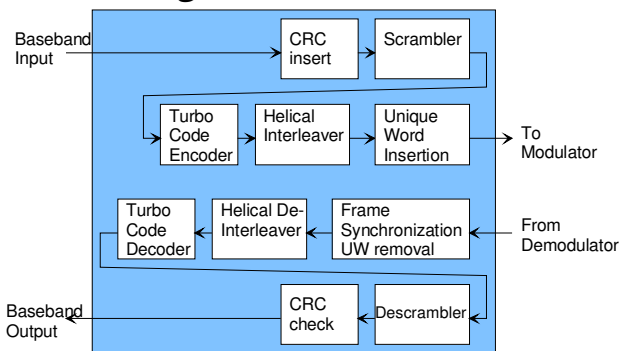 Baseband
Input
CRC
insert
Scrambler
Turbo
Code
Encoder
Helical
Interleaver
Unique
Word
Insertion
To
Modulator
Turbo
Code
Decoder
Helical De-
Interleaver
Frame
Synchronization
UW removal
From
Demodulator
Baseband
Output
CRC
check
Descrambler